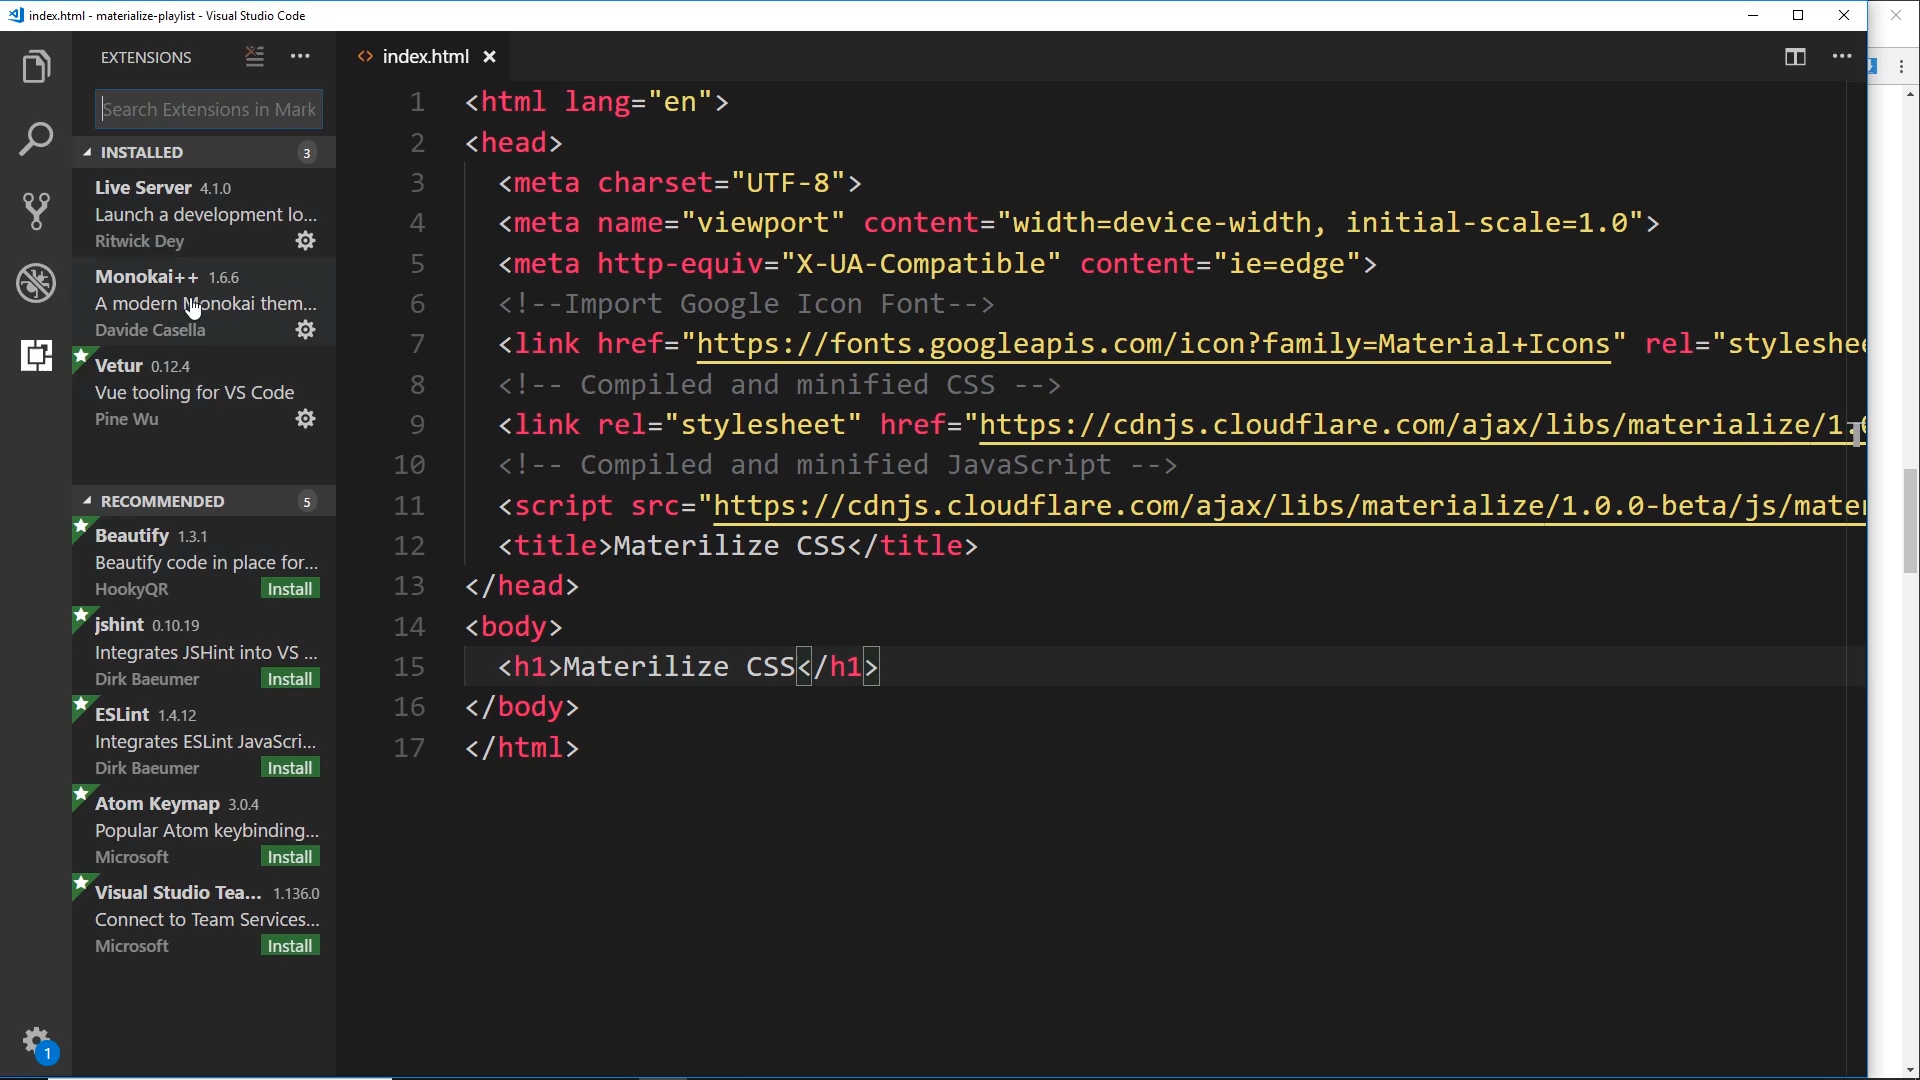 index.html - materialize-playlist - Visual Studio Code
EXTENSIONS
Search Extensions in Mark
INSTALLED 3
Live Server 4.1.0
Launch a development lo...
Ritwick Dey
Monokai++ 1.6.6
A modern Monokai them...
Davide Casella
Vetur 0.12.4
Vue tooling for VS Code
Pine Wu
RECOMMENDED 5
Beautify 1.3.1
Beautify code in place for...
HookyQR Install
jshint 0.10.19
Integrates JSHint into VS ...
Dirk Baeumer Install
ESLint 1.4.12
Integrates ESLint JavaScri...
Dirk Baeumer Install
Atom Keymap 3.0.4
Popular Atom keybinding...
Microsoft Install
Visual Studio Tea... 1.136.0
Connect to Team Services...
Microsoft Install
1
<> index.html ×
1 <html lang="en">
2 <head>
3 <meta charset="UTF-8">
4 <meta name="viewport" content="width=device-width, initial-scale=1.0">
5 <meta http-equiv="X-UA-Compatible" content="ie=edge">
6 <!--Import Google Icon Font-->
7 <link href="https://fonts.googleapis.com/icon?family=Material+Icons" rel="styleshee
8 <!-- Compiled and minified CSS -->
9 <link rel="stylesheet" href="https://cdnjs.cloudflare.com/ajax/libs/materialize/1.
10 <!-- Compiled and minified JavaScript -->
11 <script src="https://cdnjs.cloudflare.com/ajax/libs/materialize/1.0.0-beta/js/mater
12 <title>Materilize CSS</title>
13 </head>
14 <body>
15 <h1>Materilize CSS</h1>
16 </body>
17 </html>